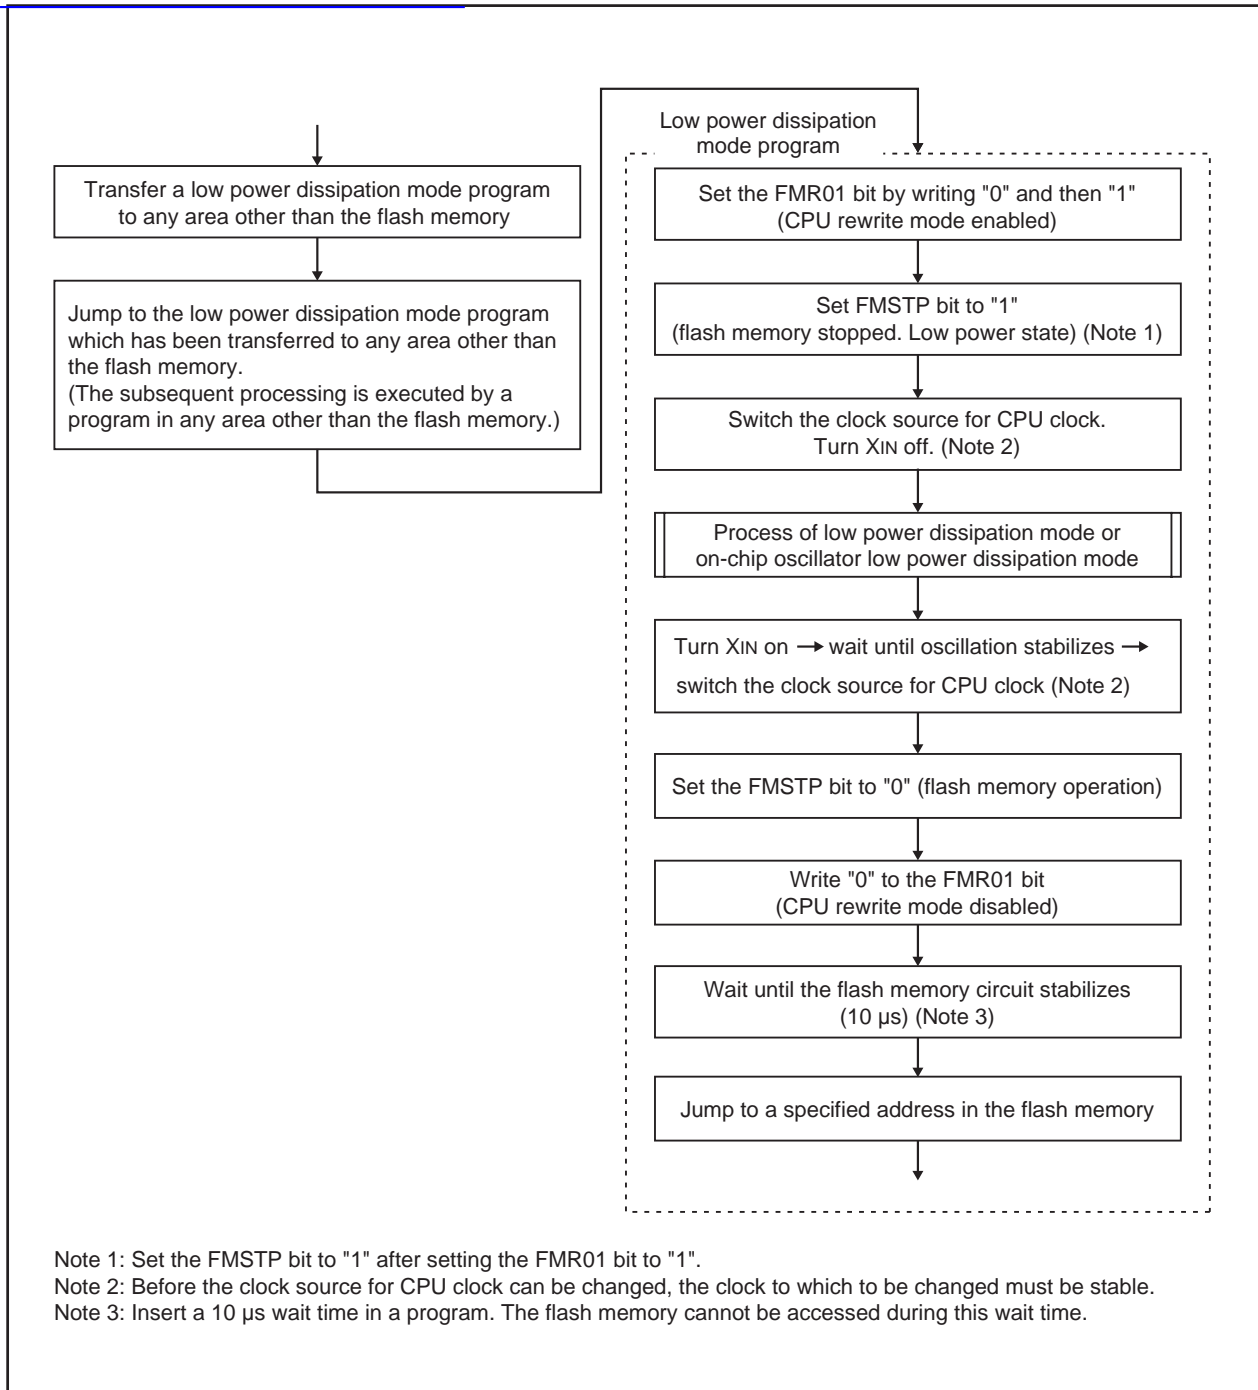 Transfer a low power dissipation mode program
to any area other than the flash memory
Jump to the low power dissipation mode program
which has been transferred to any area other than
the flash memory.
(The subsequent processing is executed by a
program in any area other than the flash memory.)
Low power dissipation
mode program
Set the FMR01 bit by writing "0" and then "1"
(CPU rewrite mode enabled)
Set FMSTP bit to "1"
(flash memory stopped. Low power state) (Note 1)
Switch the clock source for CPU clock.
Turn XIN off. (Note 2)
Process of low power dissipation mode or
on-chip oscillator low power dissipation mode
Turn XIN on → wait until oscillation stabilizes →
switch the clock source for CPU clock (Note 2)
Set the FMSTP bit to "0" (flash memory operation)
Write "0" to the FMR01 bit
(CPU rewrite mode disabled)
Wait until the flash memory circuit stabilizes
(10 µs) (Note 3)
Jump to a specified address in the flash memory
Note 1: Set the FMSTP bit to "1" after setting the FMR01 bit to "1".
Note 2: Before the clock source for CPU clock can be changed, the clock to which to be changed must be stable.
Note 3: Insert a 10 µs wait time in a program. The flash memory cannot be accessed during this wait time.